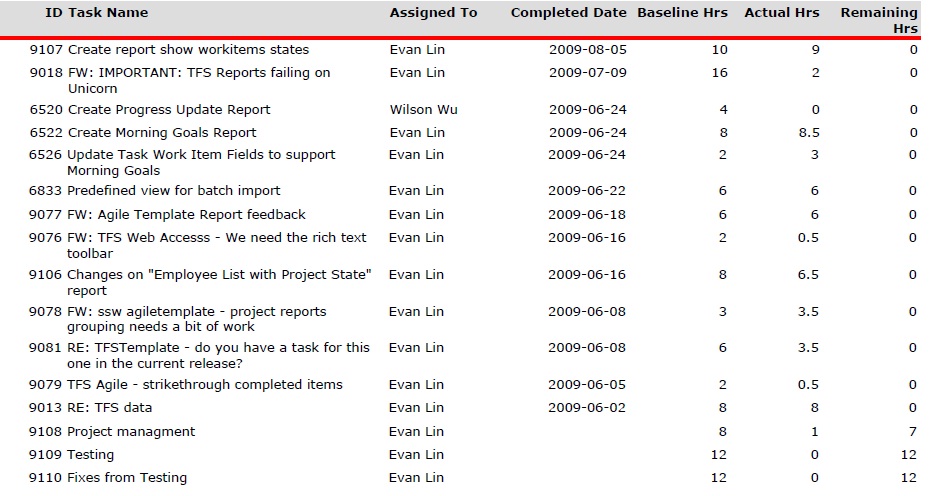 ID Task Name Assigned To Completed Date Baseline Hrs Actual Hrs Remaining
Hrs
9107 Create report show workitems states Evan Lin 2009-08-05 10 9 0
9018 FW: IMPORTANT: TFS Reports failing on Evan Lin 2009-07-09 16 2 0
Unicorn
6520 Create Progress Update Report Wilson Wu 2009-06-24 4 0 0
6522 Create Morning Goals Report Evan Lin 2009-06-24 8 8.5 0
6526 Update Task Work Item Fields to support Evan Lin 2009-06-24 2 3 0
Morning Goals
6833 Predefined view for batch import Evan Lin 2009-06-22 6 6 0
9077 FW: Agile Template Report feedback Evan Lin 2009-06-18 6 6 0
9076 FW: TFS Web Accesss - We need the rich text Evan Lin 2009-06-16 2 0.5 0
toolbar
9106 Changes on "Employee List with Project State" Evan Lin 2009-06-16 8 6.5 0
report
9078 FW: ssw agiletemplate - project reports Evan Lin 2009-06-08 3 3.5 0
grouping needs a bit of work
9081 RE: TFSTemplate - do you have a task for this Evan Lin 2009-06-08 6 3.5 0
one in the current release?
9079 TFS Agile - strikethrough completed items Evan Lin 2009-06-05 2 0.5 0
9013 RE: TFS data Evan Lin 2009-06-02 8 8 0
9108 Project managment Evan Lin 8 1 7
9109 Testing Evan Lin 12 0 12
9110 Fixes from Testing Evan Lin 12 0 12